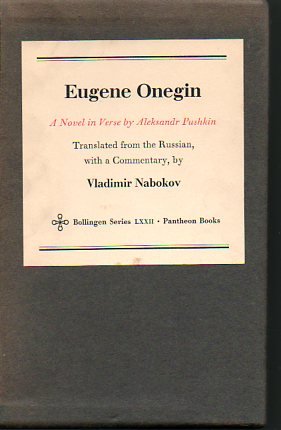 Eugene Onegin
A Novel in Verse by Aleksandr Pushkin
Translated from the Russian,
with a Commentary, by
Vladimir Nabokov
Bollingen Series LXXII · Pantheon Books